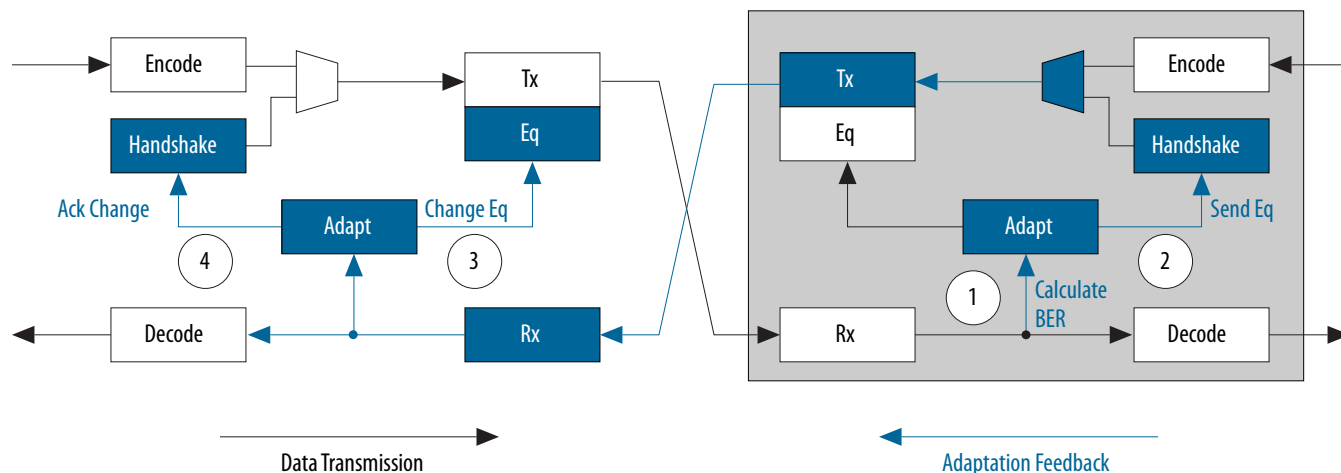 Encode
Tx
Tx
Encode
Handshake
Eq
Eq
Handshake
Ack Change
Adapt
Change Eq
Adapt
Send Eq
4
3
1
2
Calculate
BER
Decode
Rx
Rx
Decode
Data Transmission
Adaptation Feedback